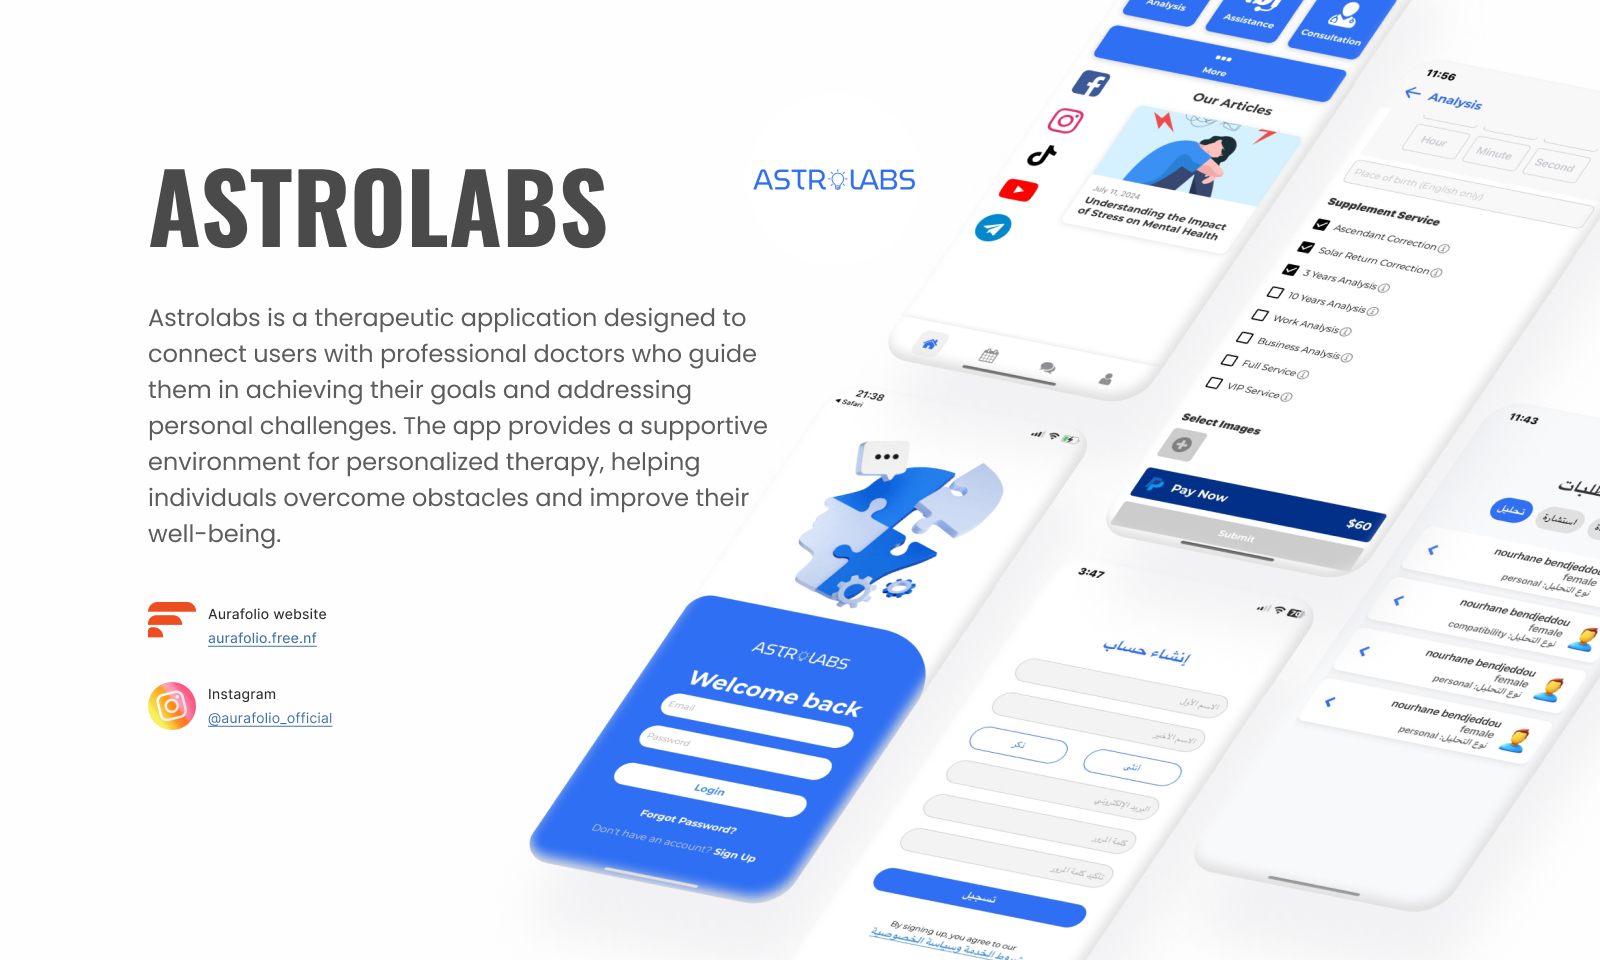 ASTROLABS
Astrolabs is a therapeutic application designed to
connect users with professional doctors who guide
them in achieving their goals and addressing
personal challenges. The app provides a supportive
environment for personalized therapy, helping
individuals overcome obstacles and improve their
well-being.
Aurafolio website
aurafolio.free.nf
Instagram
@aurafolio_official
ASTROLABS
Analysis
Assistance
Consultation
More
Our Articles
July 11, 2024
Understanding the Impact
of Stress on Mental Health
11:56
Analysis
Hour
Minute
Second
Place of birth (English only)
Supplement Service
Ascendant Correction
Solar Return Correction
3 Years Analysis
10 Years Analysis
Work Analysis
Business Analysis
Full Service
VIP Service
Select Images
Pay Now
$60
Submit
21:38
Safari
ASTROLABS
Welcome back
Email
Password
Login
Forgot Password?
Don't have an account? Sign Up
3:47
70
إنشاء حساب
الاسم الأول
الاسم الاخير
ذكر
أنثى
البريد الإلكتروني
كلمة المرور
تاكيد كلمة المرور
تسجيل
By signing up, you agree to our
شروط الخدمة وسياسة الخصوصية
11:43
تحليل
استشارة
nourhane bendjeddou
female
نوع التحليل: personal
nourhane bendjeddou
female
نوع التحليل: compatibility
nourhane bendjeddou
female
نوع التحليل: personal
nourhane bendjeddou
female
نوع التحليل: personal